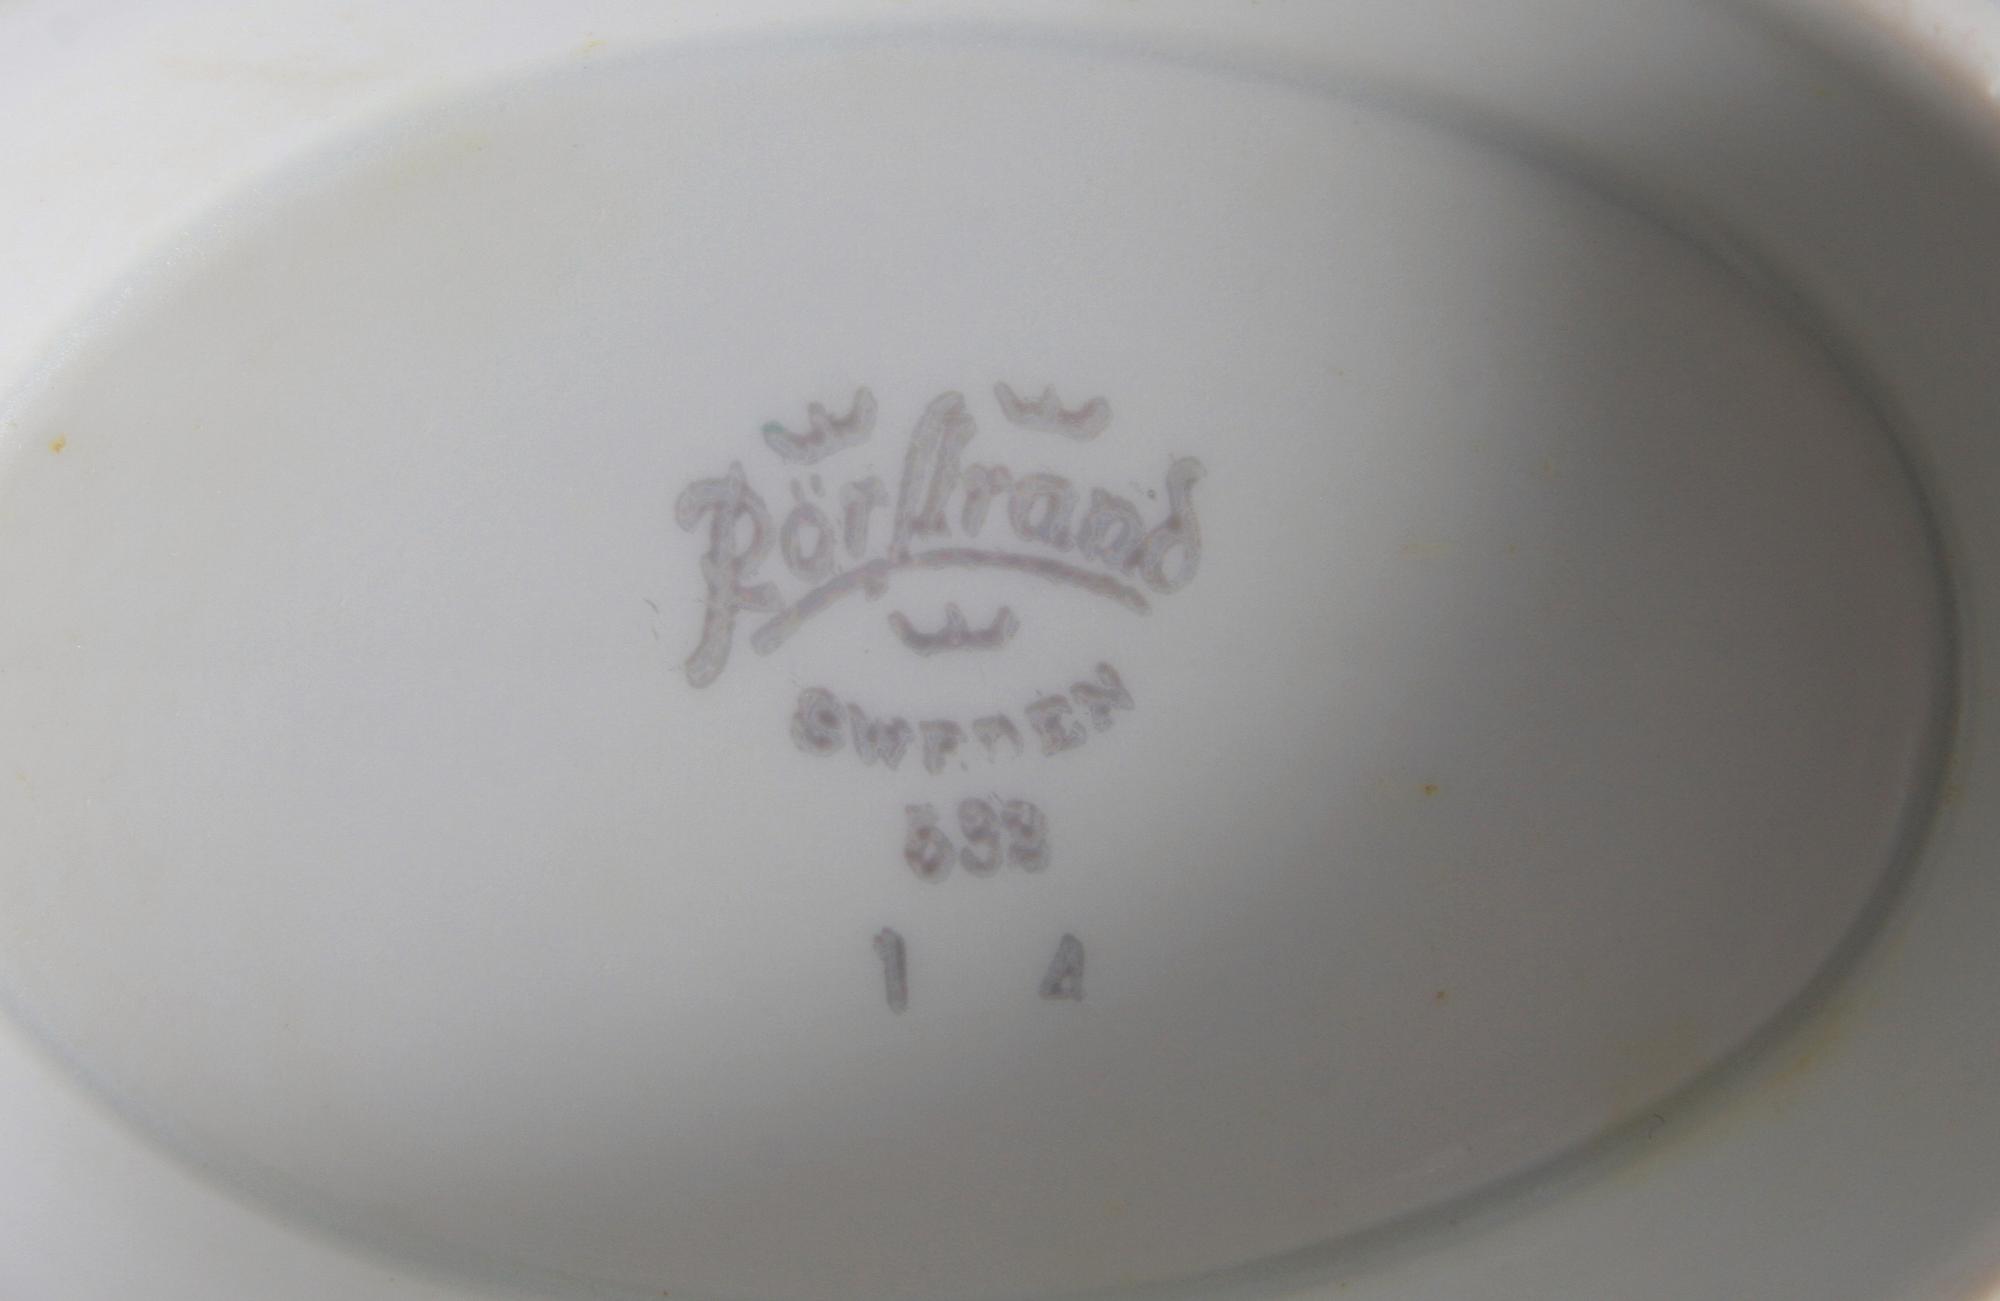 Rörstrand
SWEDEN
532
1 A